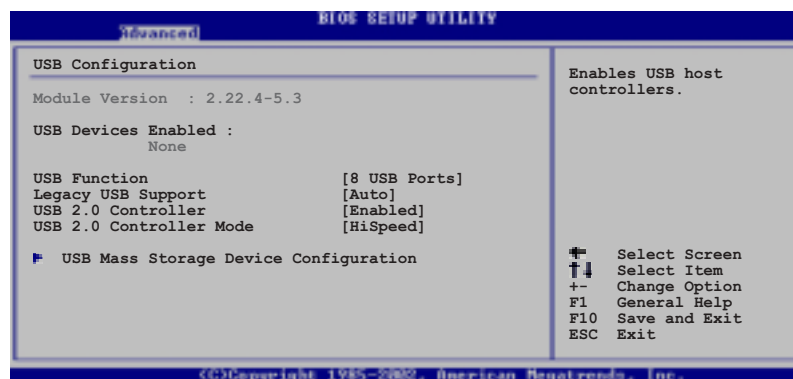 BIOS SETUP UTILITY
Advanced
USB Configuration
Module Version : 2.22.4-5.3
USB Devices Enabled :
None
USB Function [8 USB Ports]
Legacy USB Support [Auto]
USB 2.0 Controller [Enabled]
USB 2.0 Controller Mode [HiSpeed]
USB Mass Storage Device Configuration
Enables USB host
controllers.
Select Screen
Select Item
+- Change Option
F1 General Help
F10 Save and Exit
ESC Exit
(C)Copyright 1985-2002, American Megatrends, Inc.